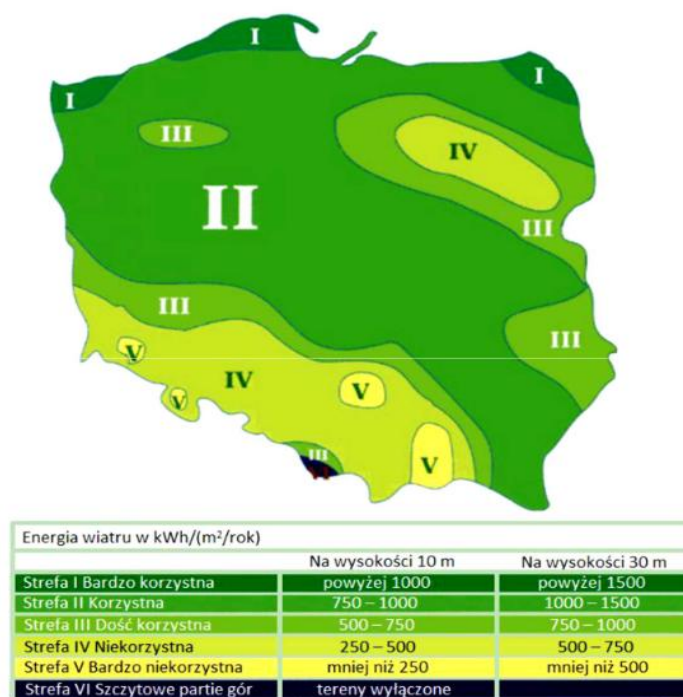 I
I
I
III
IV
II
III
III
III
V
IV
V
V
III
V
VI
Energia wiatru w kWh/(m²/rok)
Na wysokości 10 m Na wysokości 30 m
Strefa I Bardzo korzystna powyżej 1000 powyżej 1500
Strefa II Korzystna 750 – 1000 1000 – 1500
Strefa III Dość korzystna 500 – 750 750 – 1000
Strefa IV Niekorzystna 250 – 500 500 – 750
Strefa V Bardzo niekorzystna mniej niż 250 mniej niż 500
Strefa VI Szczytowe partie gór tereny wyłączone